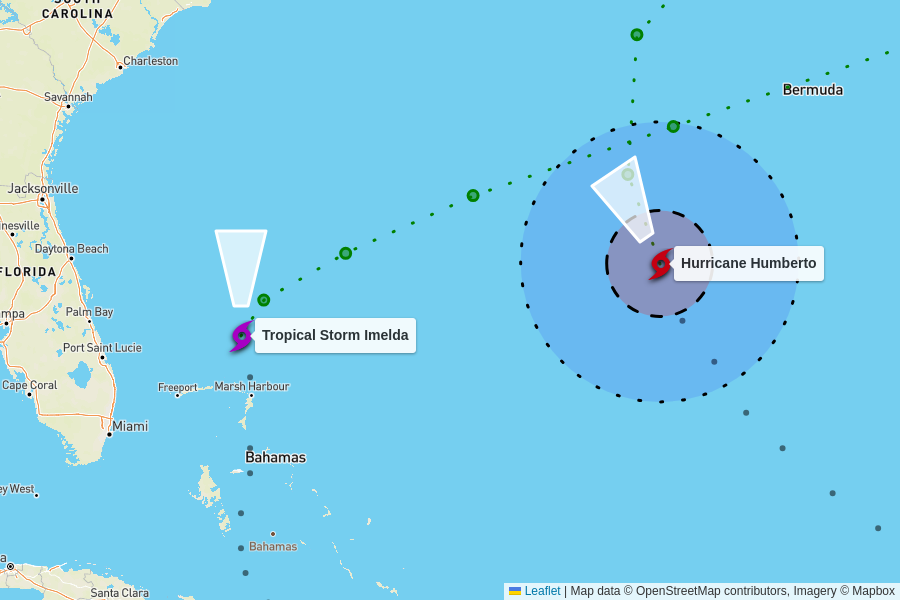 SOUTH
CAROLINA
Charleston
Savannah
Bermuda
Jacksonville
inesville
Daytona Beach
FLORIDA
Hurricane Humberto
mpa
Palm Bay
Tropical Storm Imelda
Port Saint Lucie
Cape Coral
Freeport
Marsh Harbour
Miami
Bahamas
ey West
Bahamas
a
Santa Clara
Leaflet | Map data © OpenStreetMap contributors, Imagery © Mapbox